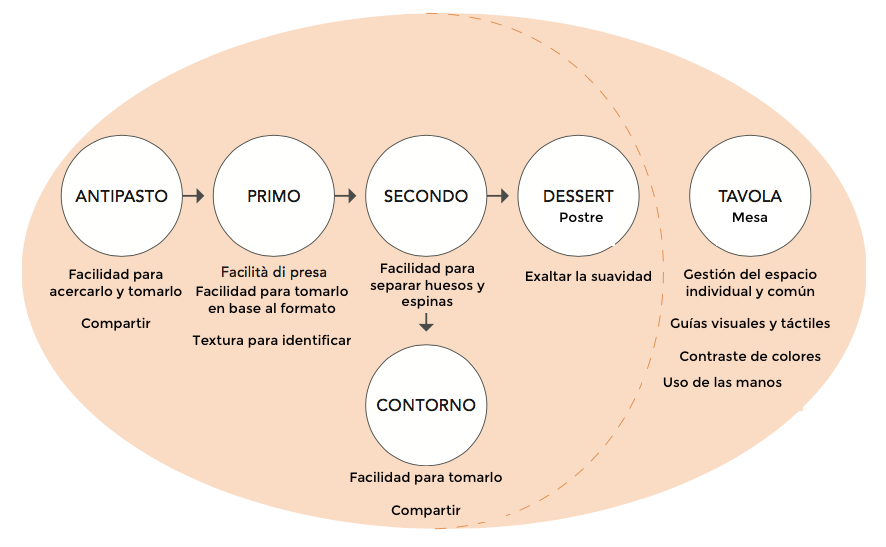 ANTIPASTO
Facilidad para
acercarlo y tomarlo
Compartir
PRIMO
Facilità di presa
Facilidad para tomarlo
en base al formato
Textura para identificar
SECONDO
Facilidad para
separar huesos y
espinas
CONTORNO
Facilidad para tomarlo
Compartir
DESSERT
Postre
Exaltar la suavidad
TAVOLA
Mesa
Gestión del espacio
individual y común
Guías visuales y táctiles
Contraste de colores
Uso de las manos